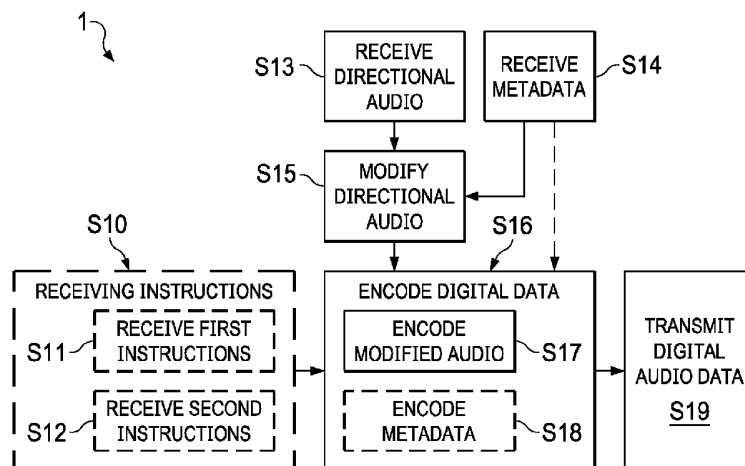 1
S13
RECEIVE
DIRECTIONAL
AUDIO
RECEIVE
METADATA
S14
S15
MODIFY
DIRECTIONAL
AUDIO
S10
S16
RECEIVING INSTRUCTIONS
S11
RECEIVE FIRST
INSTRUCTIONS
S12
RECEIVE SECOND
INSTRUCTIONS
ENCODE DIGITAL DATA
ENCODE
MODIFIED AUDIO
S17
ENCODE
METADATA
S18
TRANSMIT
DIGITAL
AUDIO DATA
S19